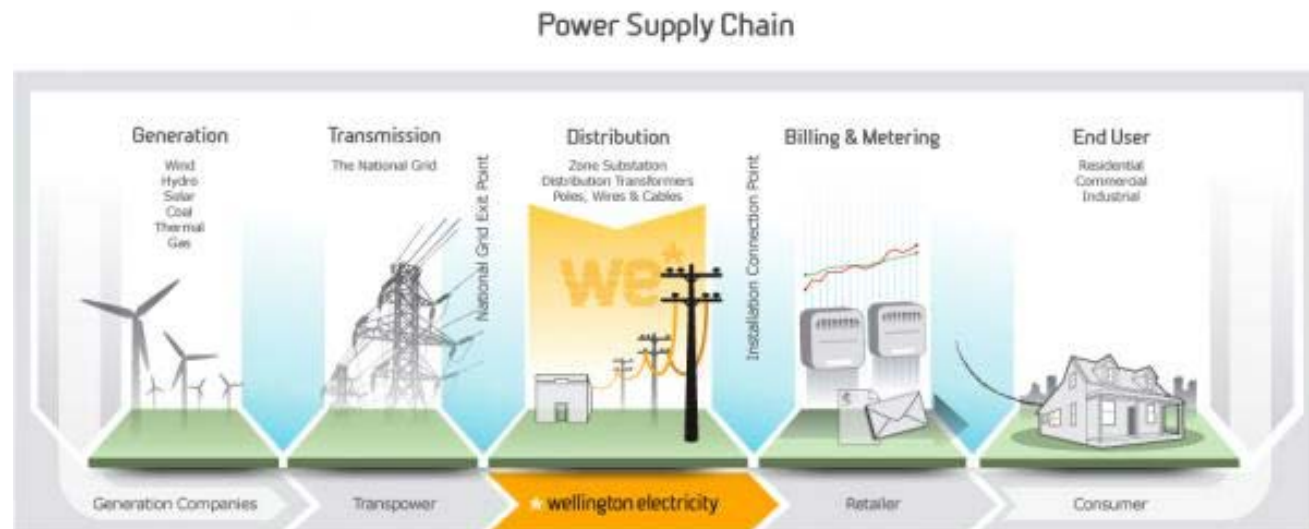 Power Supply Chain
Generation
Wind
Hydro
Solar
Coal
Thermal
Gas
Transmission
The National Grid
National Grid Exit Point
Distribution
Zone Substation
Distribution Transformers
Poles, Wires & Cables
we*
Installation Connection Point
Billing & Metering
End User
Residential
Commercial
Industrial
Generation Companies
Transpower
wellington electricity
Retailer
Consumer